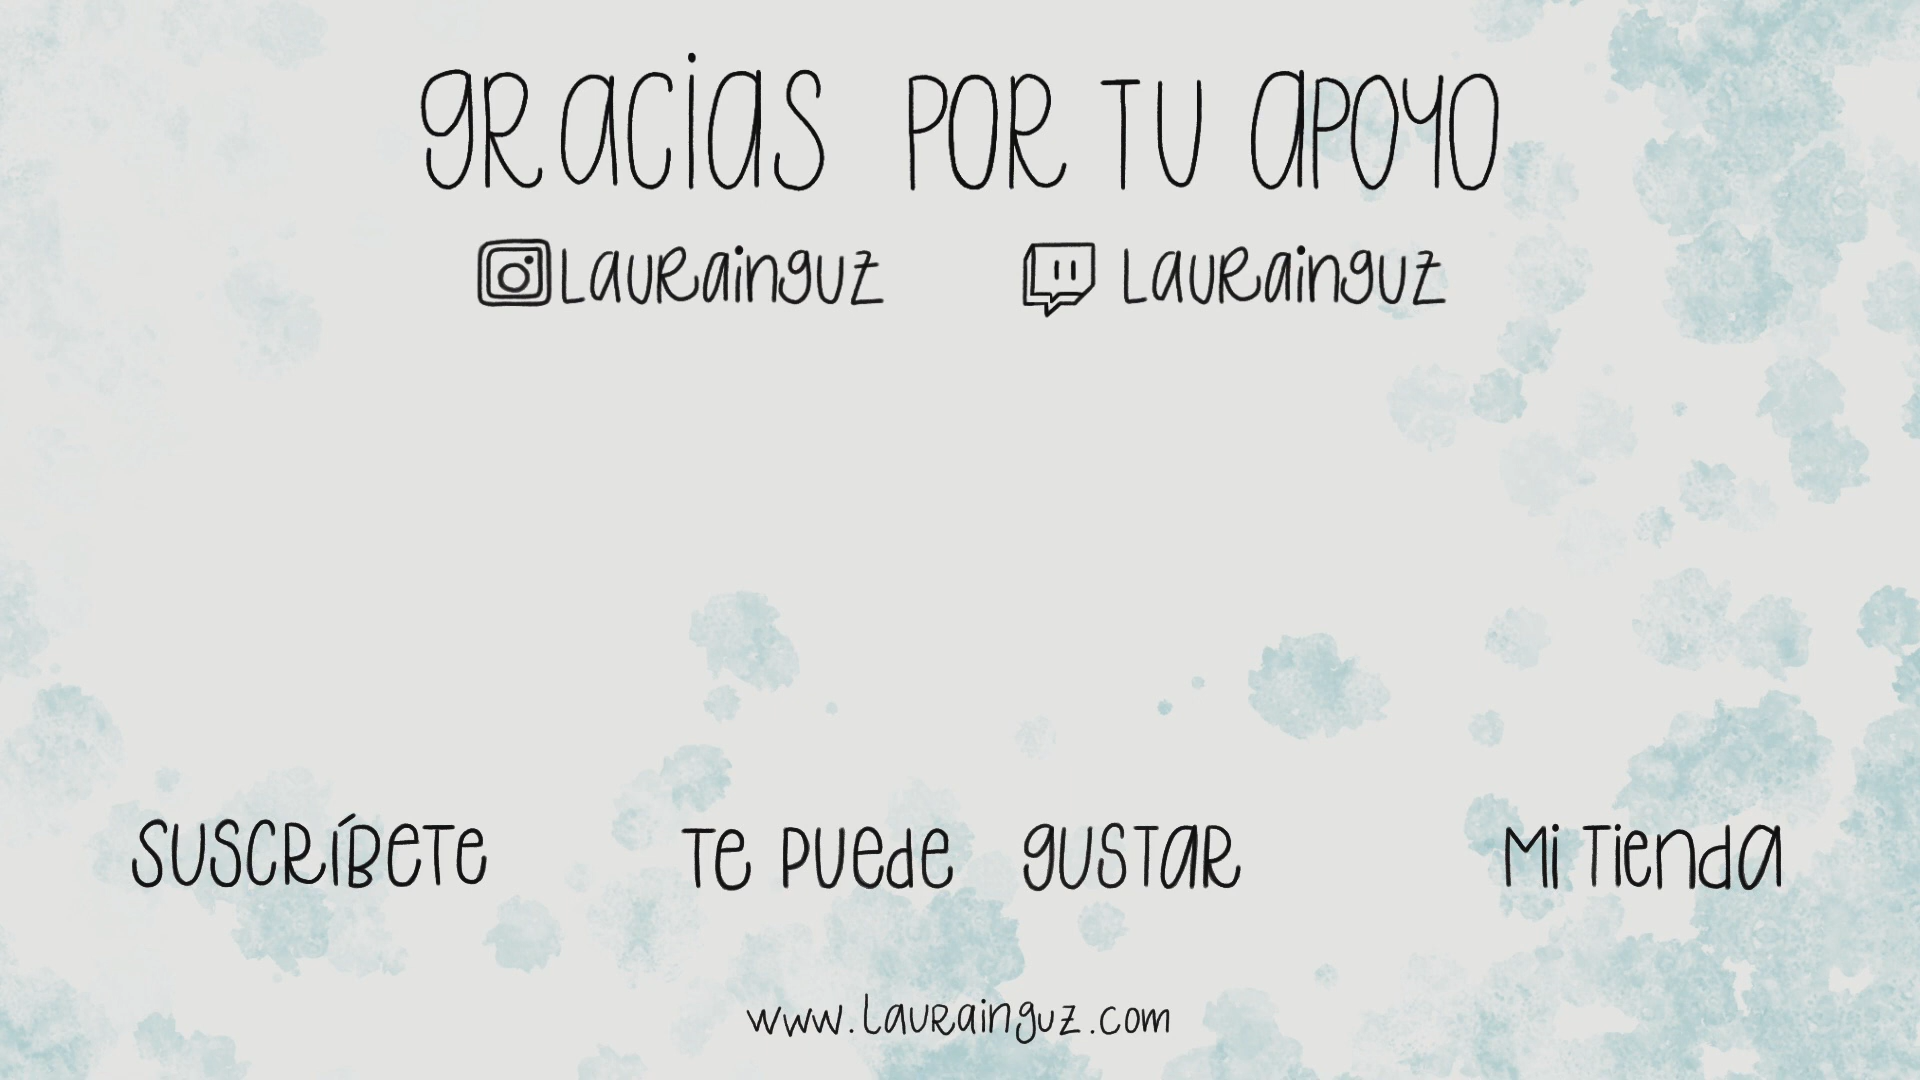 gracias por tu apoyo
Laurainguz Laurainguz
Suscríbete Te puede gustar Mi Tienda
www.Laurainguz.com